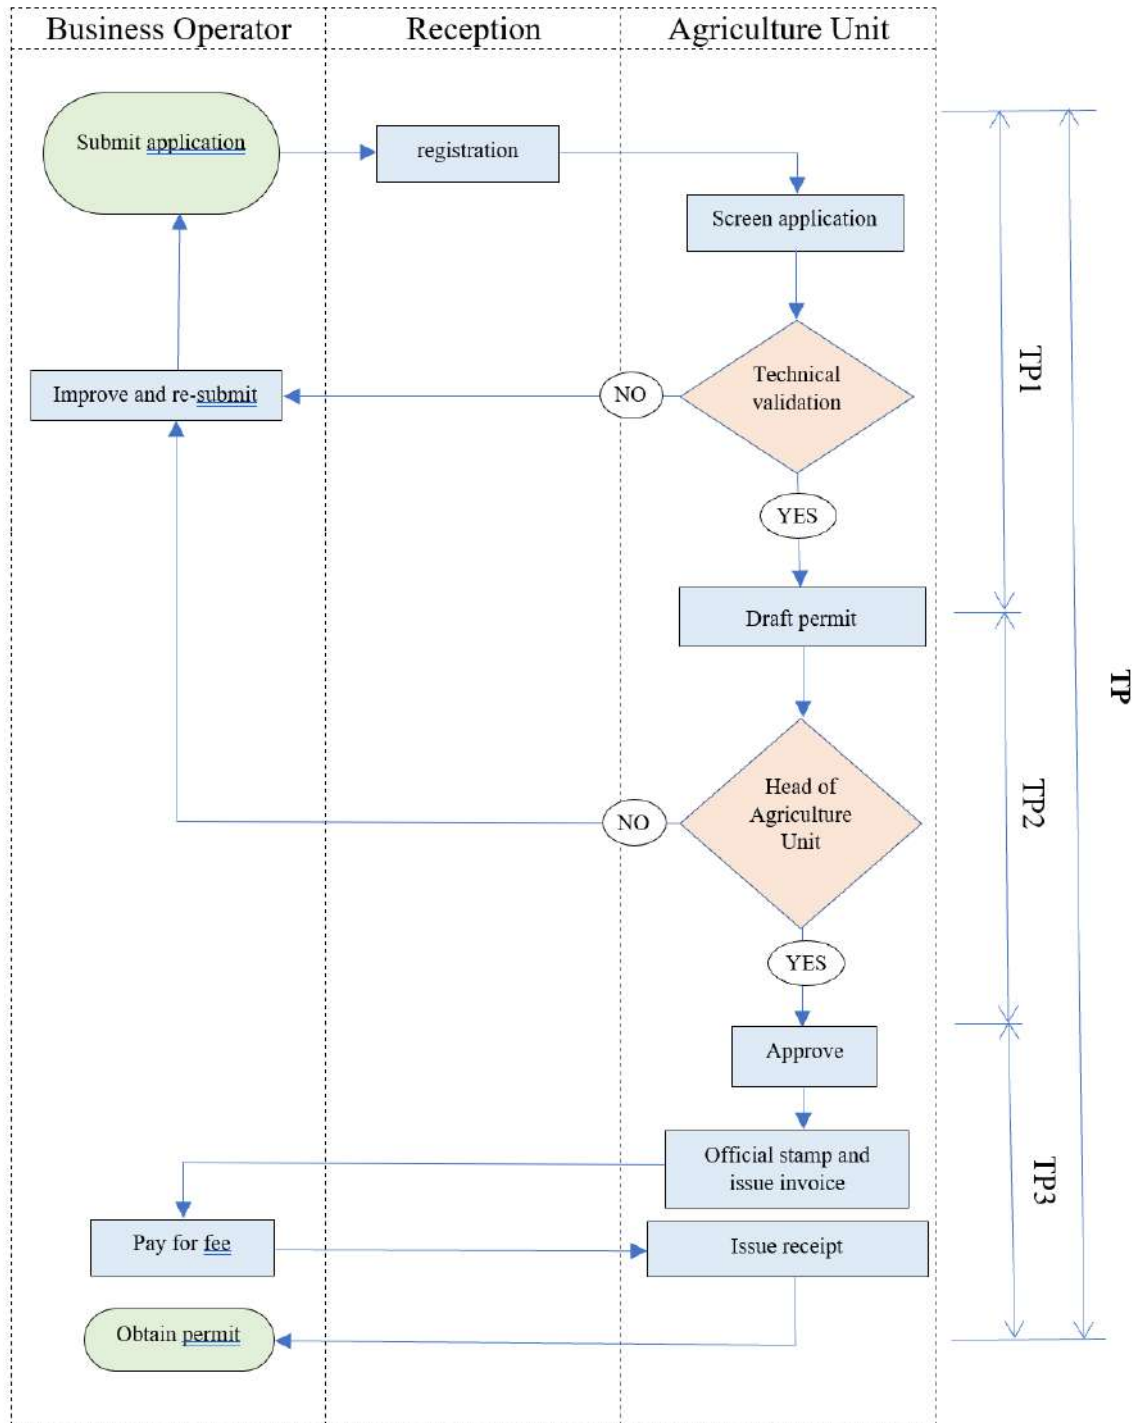 Business Operator
Reception
Agriculture Unit
Submit application
registration
Screen application
Technical
validation
NO
Improve and re-submit
YES
TP1
Draft permit
TP
Head of
Agriculture
Unit
NO
TP2
YES
Approve
Official stamp and
issue invoice
TP3
Pay for fee
Issue receipt
Obtain permit